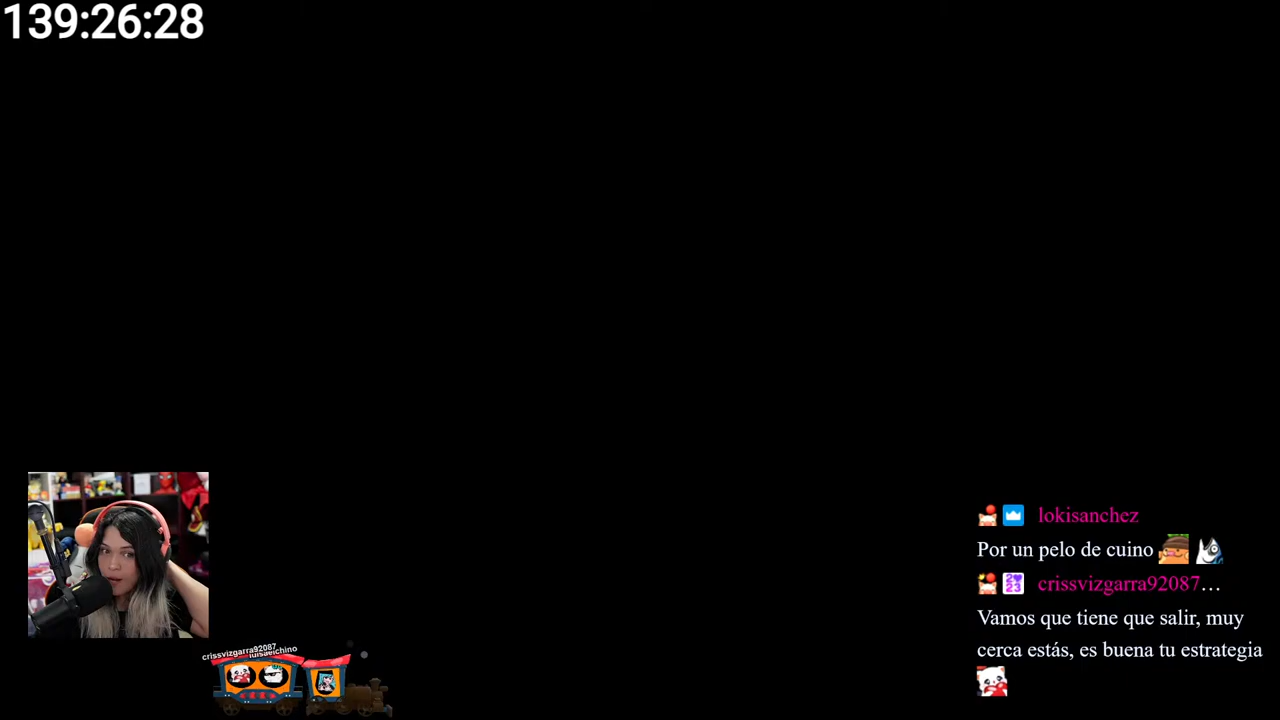 139:26:28
lokisanchez
Por un pelo de cuino
crissvizgarra92087…
Vamos que tiene que salir, muy
cerca estás, es buena tu estrategia
crissvizgarra92087
luisdelchino